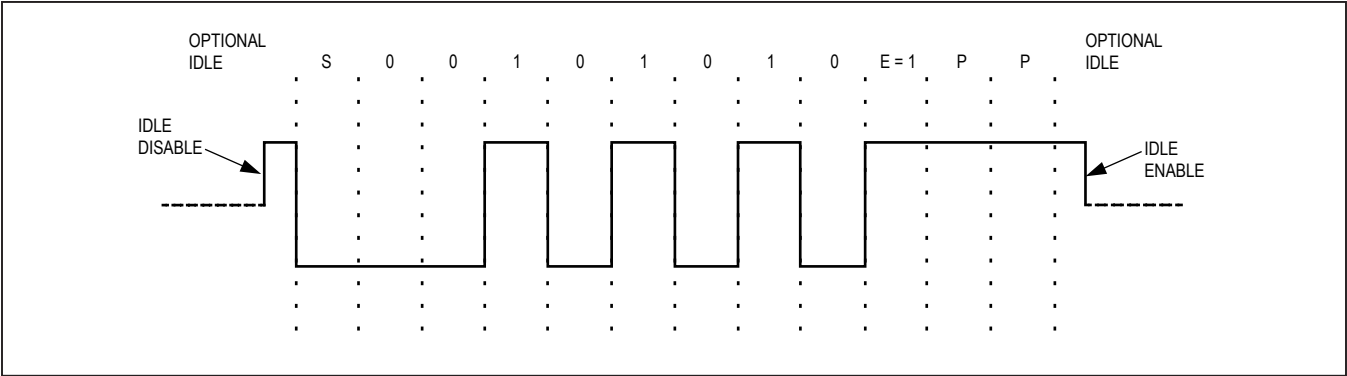 OPTIONAL
IDLE
S 0 0 1 0 1 0 1 0 E = 1 P P
OPTIONAL
IDLE
IDLE
DISABLE
IDLE
ENABLE